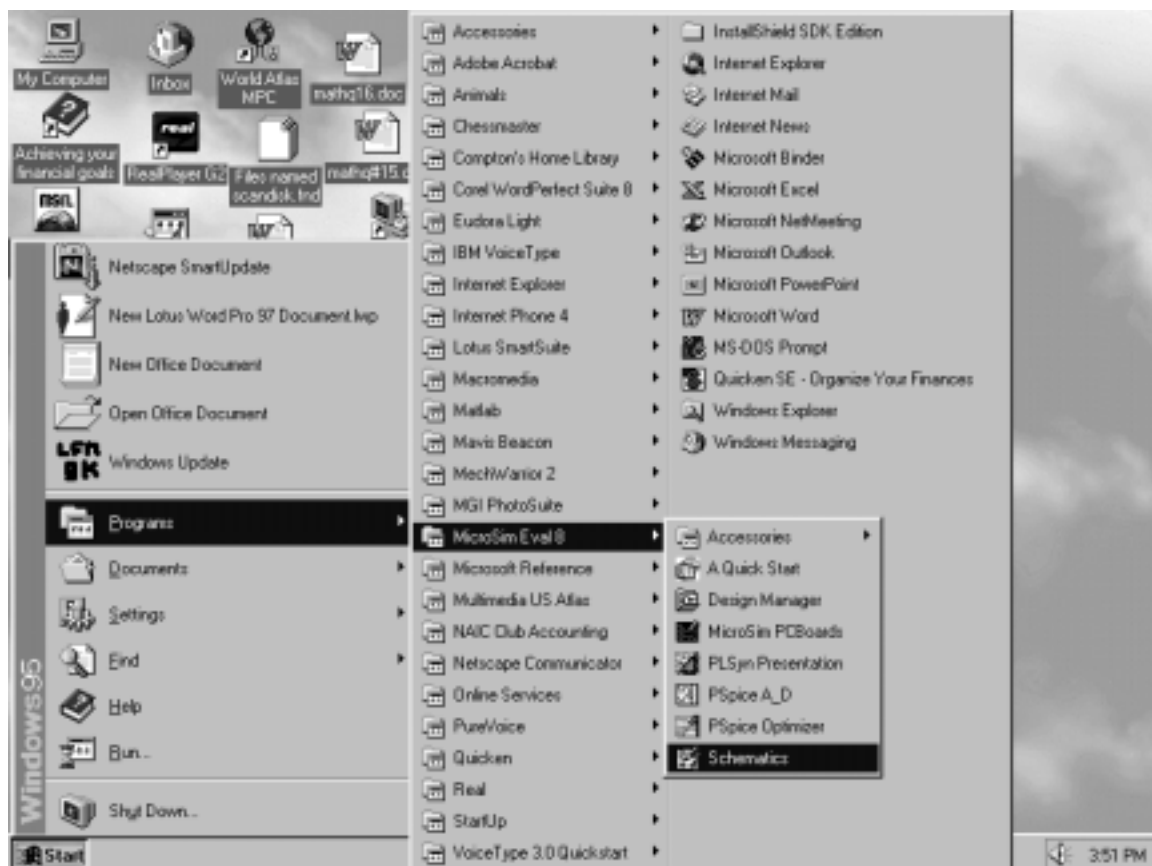 My Computer
Inbox
World Atlas
MPC
mathq16.doc
Achieving your
financial goals
real
RealPlayer G2
Files named
scandisk.fnd
mathq#15.d
msn
Netscape SmartUpdate
New Lotus Word Pro 97 Document.lwp
New Office Document
Open Office Document
Windows Update
Programs
Documents
Settings
Find
Help
Run...
Shut Down...
Windows95
Start
Accessories
Adobe Acrobat
Animals
Chessmaster
Compton's Home Library
Corel WordPerfect Suite 8
Eudora Light
IBM VoiceType
Internet Explorer
Internet Phone 4
Lotus SmartSuite
Macromedia
Matlab
Mavis Beacon
MechWarrior 2
MGI PhotoSuite
MicroSim Eval 8
Microsoft Reference
Multimedia US Atlas
NAIC Club Accounting
Netscape Communicator
Online Services
PureVoice
Quicken
Real
StartUp
VoiceType 3.0 Quickstart
InstallShield SDK Edition
Internet Explorer
Internet Mail
Internet News
Microsoft Binder
Microsoft Excel
Microsoft NetMeeting
Microsoft Outlook
Microsoft PowerPoint
Microsoft Word
MS-DOS Prompt
Quicken SE - Organize Your Finances
Windows Explorer
Windows Messaging
Accessories
A Quick Start
Design Manager
MicroSim PCBoards
PLSyn Presentation
PSpice A_D
PSpice Optimizer
Schematics
3:51 PM